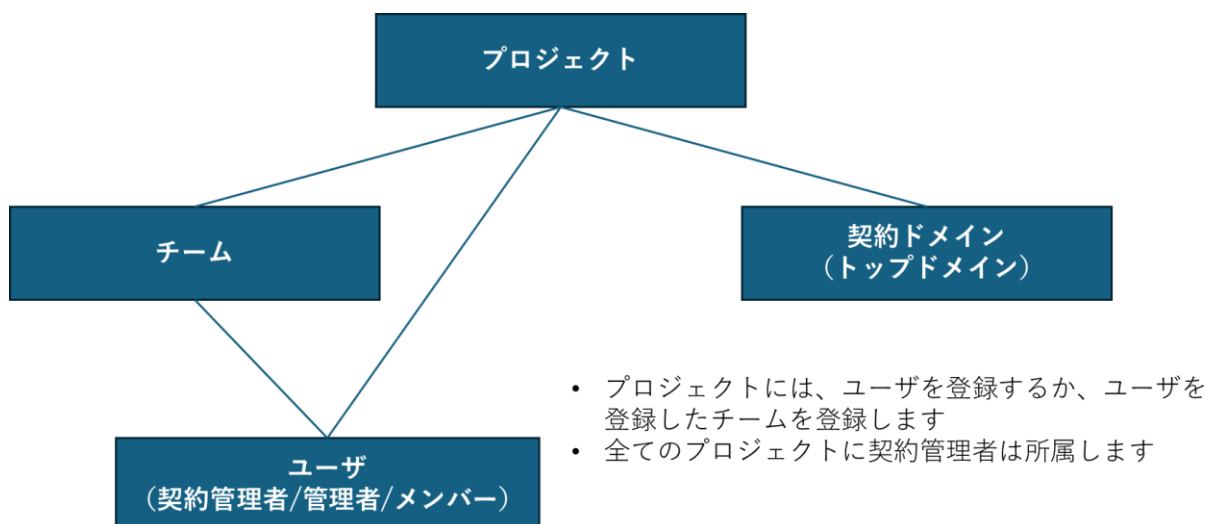 プロジェクト
チーム
契約ドメイン
（トップドメイン）
• プロジェクトには、ユーザを登録するか、ユーザを
登録したチームを登録します
• 全てのプロジェクトに契約管理者は所属します
ユーザ
（契約管理者/管理者/メンバー）